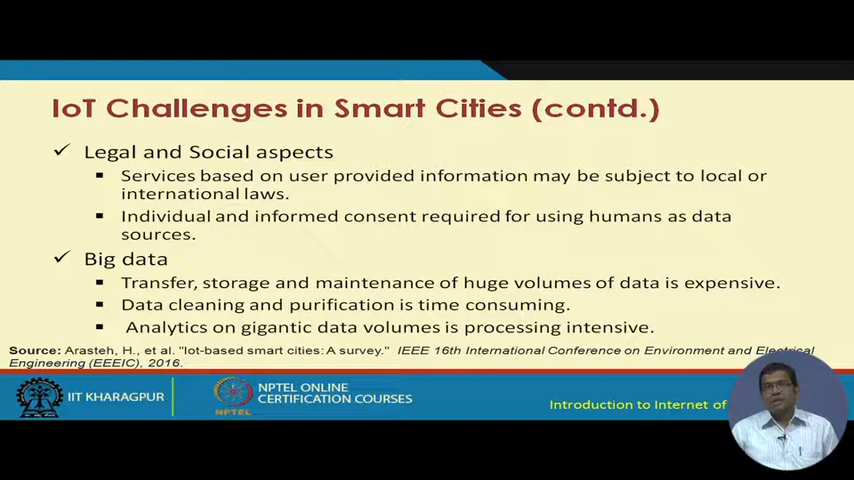 IoT Challenges in Smart Cities (contd.)
✓ Legal and Social aspects
▪ Services based on user provided information may be subject to local or
international laws.
▪ Individual and informed consent required for using humans as data
sources.
✓ Big data
▪ Transfer, storage and maintenance of huge volumes of data is expensive.
▪ Data cleaning and purification is time consuming.
▪ Analytics on gigantic data volumes is processing intensive.
Source: Arasteh, H., et al. "Iot-based smart cities: A survey." IEEE 16th International Conference on Environment and Electrical
Engineering (EEEIC), 2016.
IIT KHARAGPUR
NPTEL
NPTEL ONLINE
CERTIFICATION COURSES
Introduction to Internet of